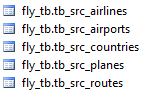 fly_tb.tb_src_airlines
fly_tb.tb_src_airports
fly_tb.tb_src_countries
fly_tb.tb_src_planes
fly_tb.tb_src_routes